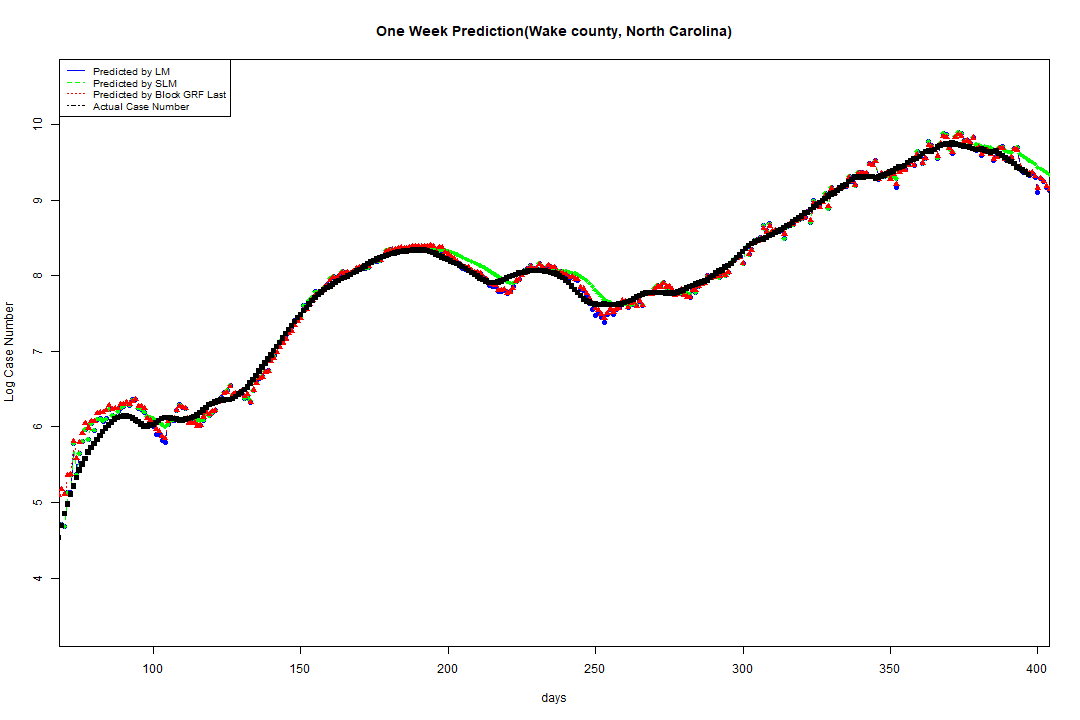 One Week Prediction(Wake county, North Carolina)
Predicted by LM
Predicted by SLM
Predicted by Block GRF Last
Actual Case Number
10
9
8
7
6
5
4
Log Case Number
100 150 200 250 300 350 400
days